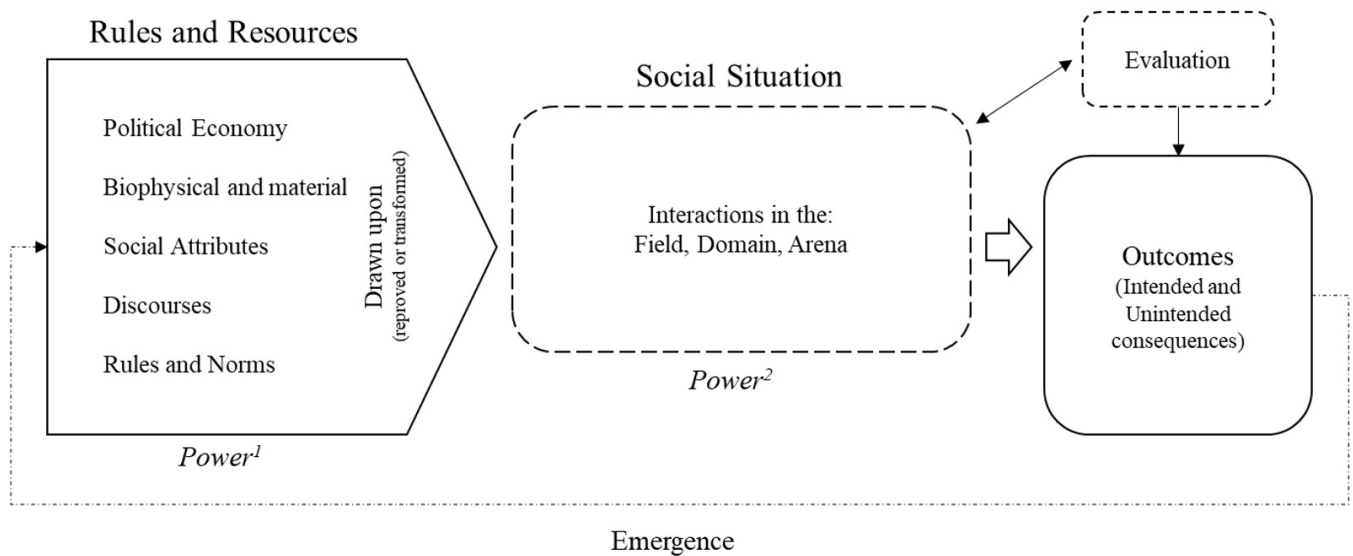 Rules and Resources
Political Economy
Biophysical and material
Social Attributes
Discourses
Rules and Norms
Drawn upon
(reproved or transformed)
Power¹
Social Situation
Interactions in the:
Field, Domain, Arena
Power²
Evaluation
Outcomes
(Intended and
Unintended
consequences)
Emergence